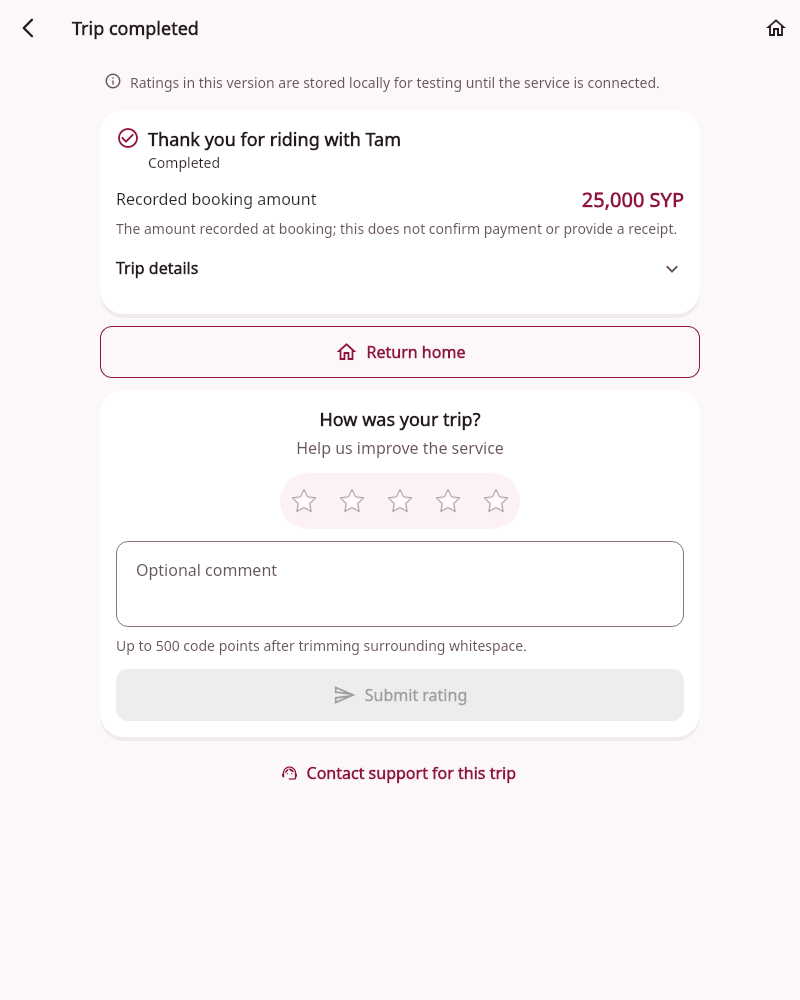 Trip completed
Ratings in this version are stored locally for testing until the service is connected.
Thank you for riding with Tam
Completed
Recorded booking amount
25,000 SYP
The amount recorded at booking; this does not confirm payment or provide a receipt.
Trip details
Return home
How was your trip?
Help us improve the service
Optional comment
Up to 500 code points after trimming surrounding whitespace.
Submit rating
Contact support for this trip